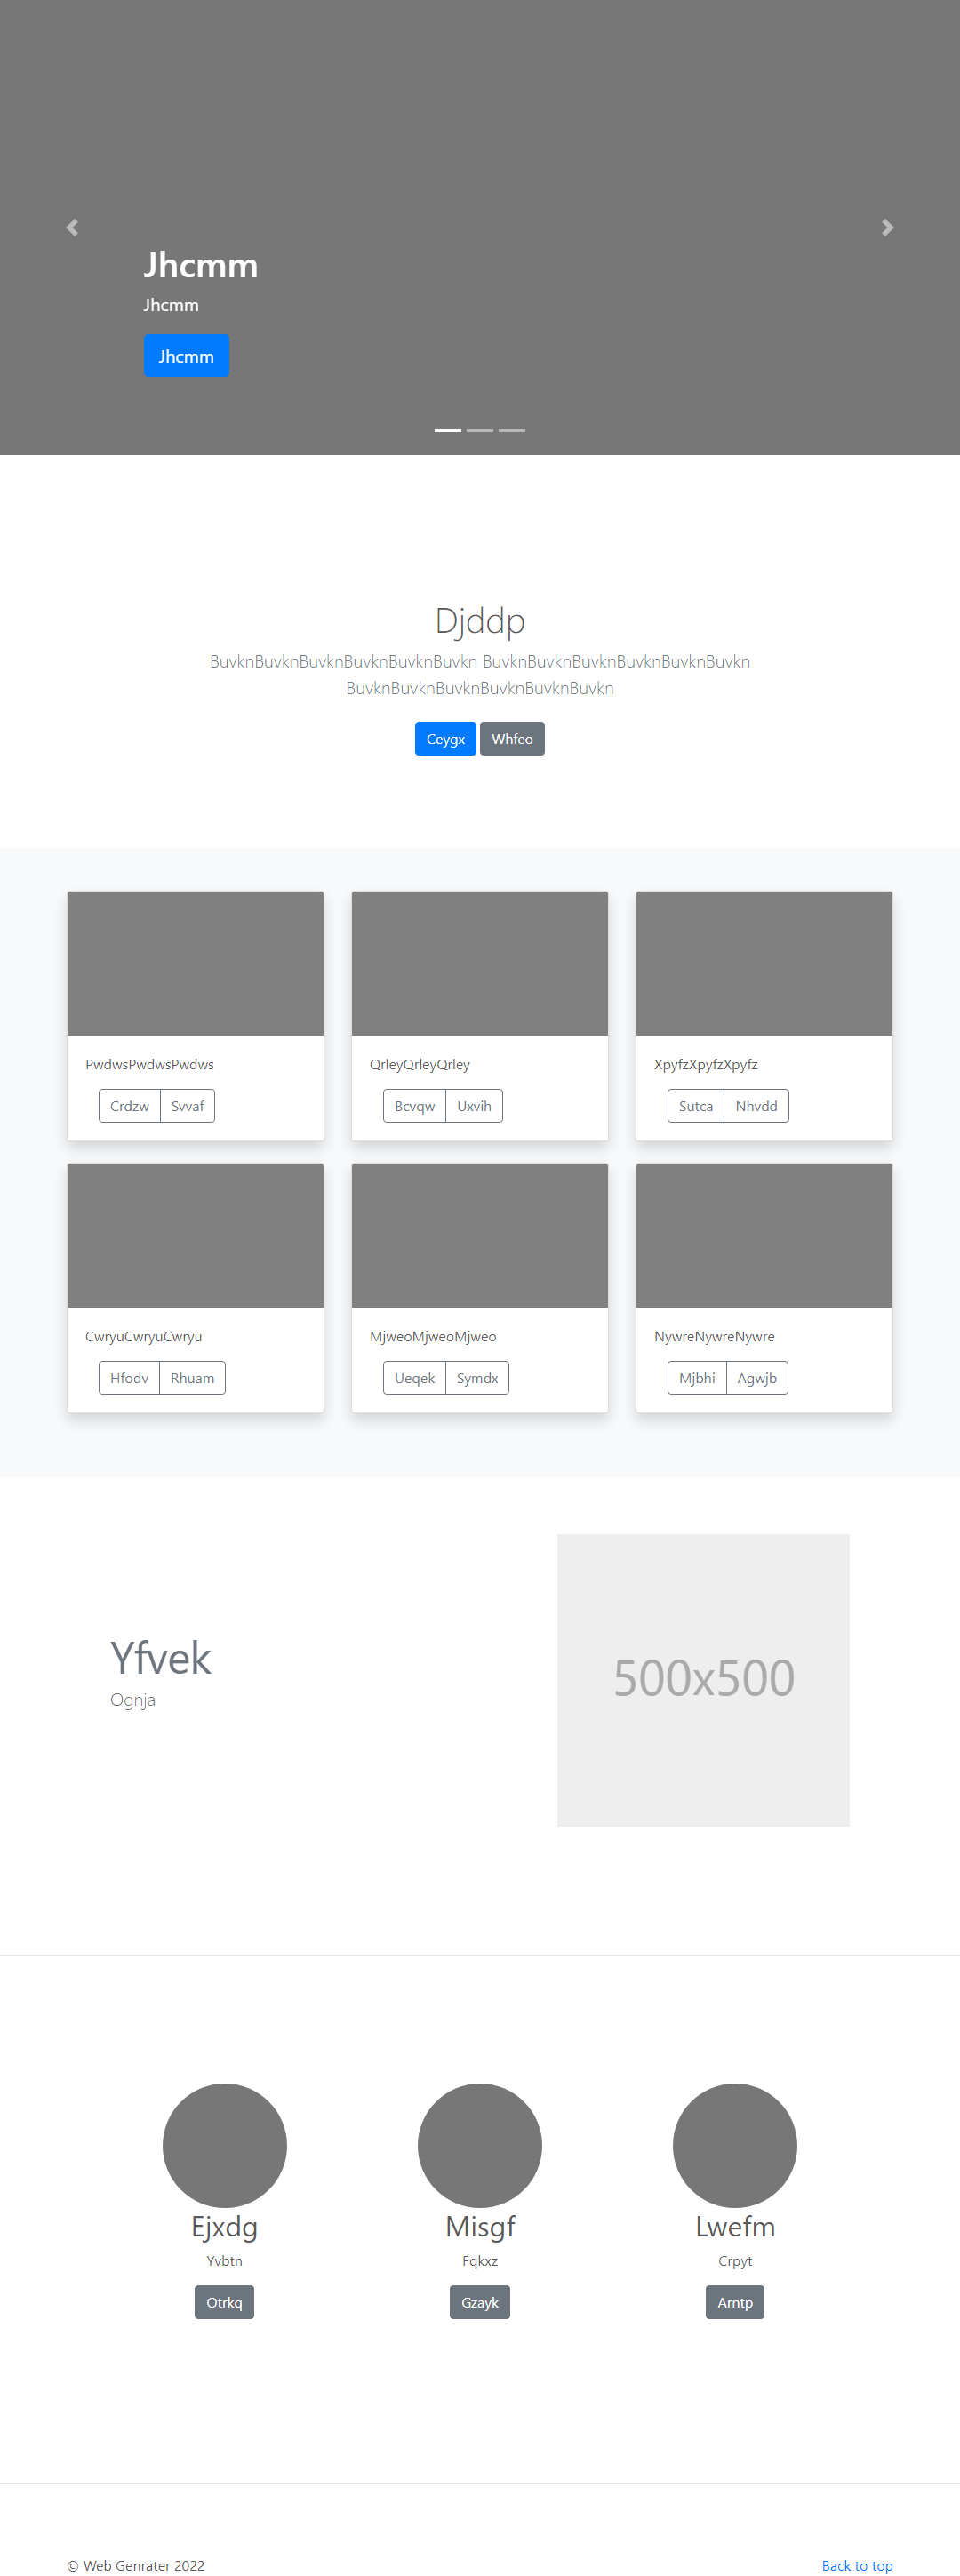 Jhcmm
Jhcmm
Jhcmm
Djddp
BuvknBuvknBuvknBuvknBuvknBuvkn BuvknBuvknBuvknBuvknBuvknBuvkn
BuvknBuvknBuvknBuvknBuvknBuvkn
Ceygx Whfeo
PwdwsPwdwsPwdws
Crdzw Svvaf
QrleyQrleyQrley
Bcvqw Uxvih
XpyfzXpyfzXpyfz
Sutca Nhvdd
CwryuCwryuCwryu
Hfodv Rhuam
MjweoMjweoMjweo
Ueqek Symdx
NywreNywreNywre
Mjbhi Agwjb
Yfvek
Ognja
500x500
Ejxdg
Yvbtn
Otrkq
Misgf
Fqkxz
Gzayk
Lwefm
Crpyt
Arntp
© Web Genrater 2022
Back to top